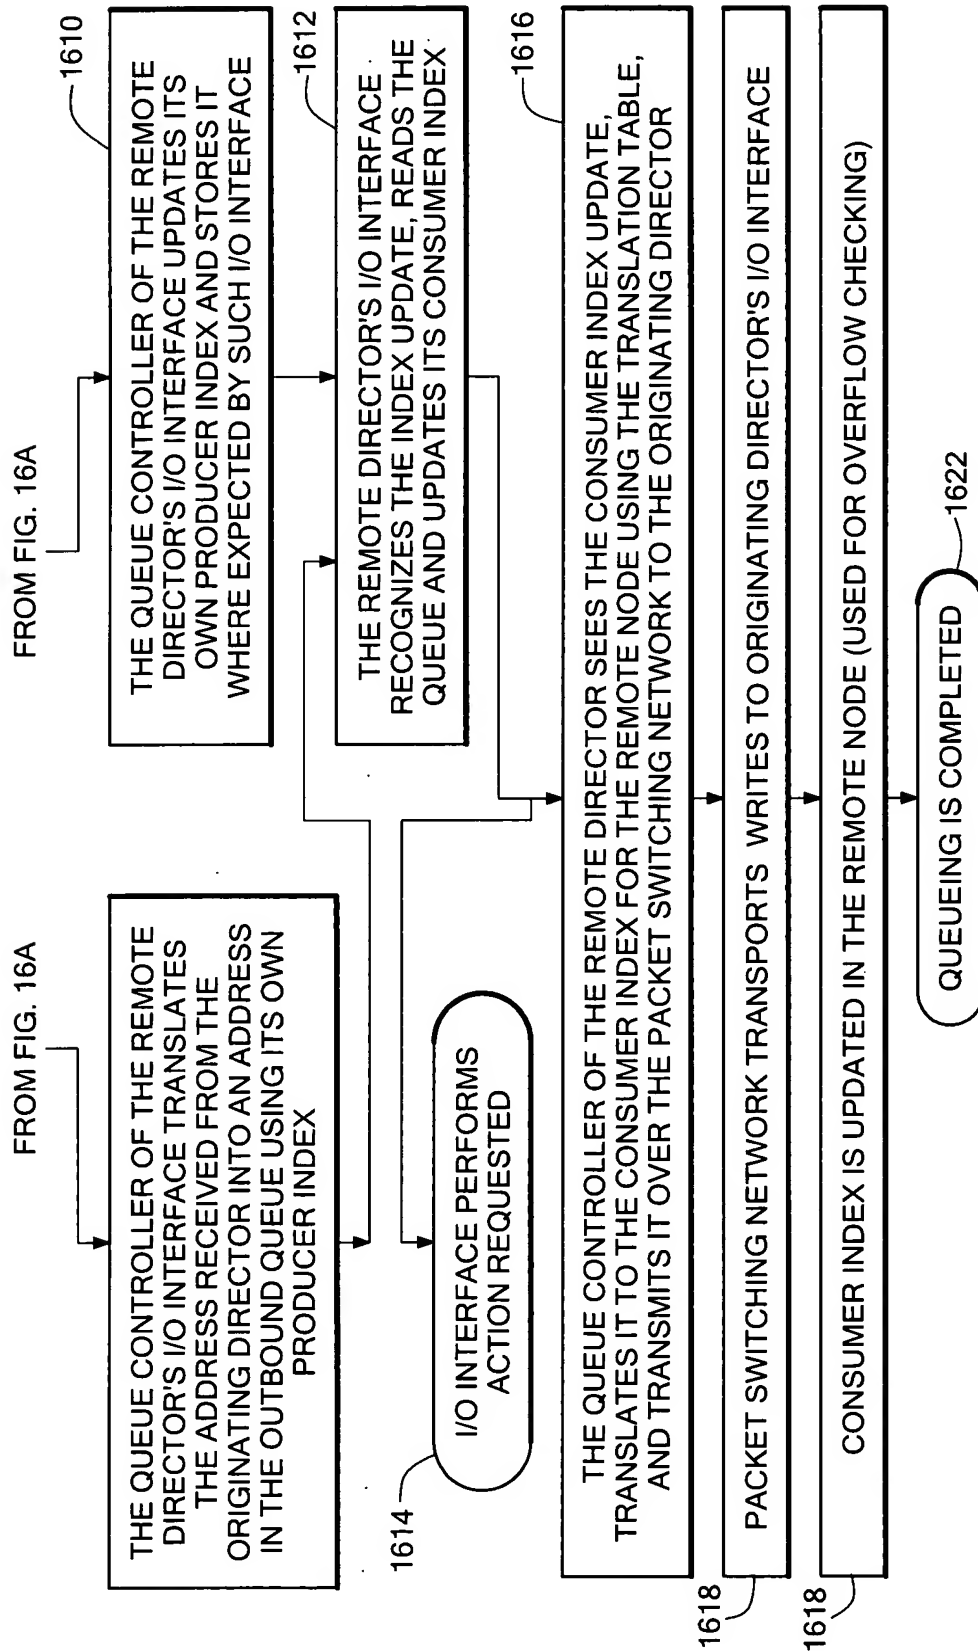 FROM FIG. 16A
THE QUEUE CONTROLLER OF THE REMOTE
DIRECTOR'S I/O INTERFACE TRANSLATES
THE ADDRESS RECEIVED FROM THE
ORIGINATING DIRECTOR INTO AN ADDRESS
IN THE OUTBOUND QUEUE USING ITS OWN
PRODUCER INDEX
FROM FIG. 16A
1610
THE QUEUE CONTROLLER OF THE REMOTE
DIRECTOR'S I/O INTERFACE UPDATES ITS
OWN PRODUCER INDEX AND STORES IT
WHERE EXPECTED BY SUCH I/O INTERFACE
1612
THE REMOTE DIRECTOR'S I/O INTERFACE
RECOGNIZES THE INDEX UPDATE, READS THE
QUEUE AND UPDATES ITS CONSUMER INDEX
1614
I/O INTERFACE PERFORMS
ACTION REQUESTED
1616
THE QUEUE CONTROLLER OF THE REMOTE DIRECTOR SEES THE CONSUMER INDEX UPDATE,
TRANSLATES IT TO THE CONSUMER INDEX FOR THE REMOTE NODE USING THE TRANSLATION TABLE,
AND TRANSMITS IT OVER THE PACKET SWITCHING NETWORK TO THE ORIGINATING DIRECTOR
PACKET SWITCHING NETWORK TRANSPORTS WRITES TO ORIGINATING DIRECTOR'S I/O INTERFACE
1618
CONSUMER INDEX IS UPDATED IN THE REMOTE NODE (USED FOR OVERFLOW CHECKING)
1618
QUEUEING IS COMPLETED
1622